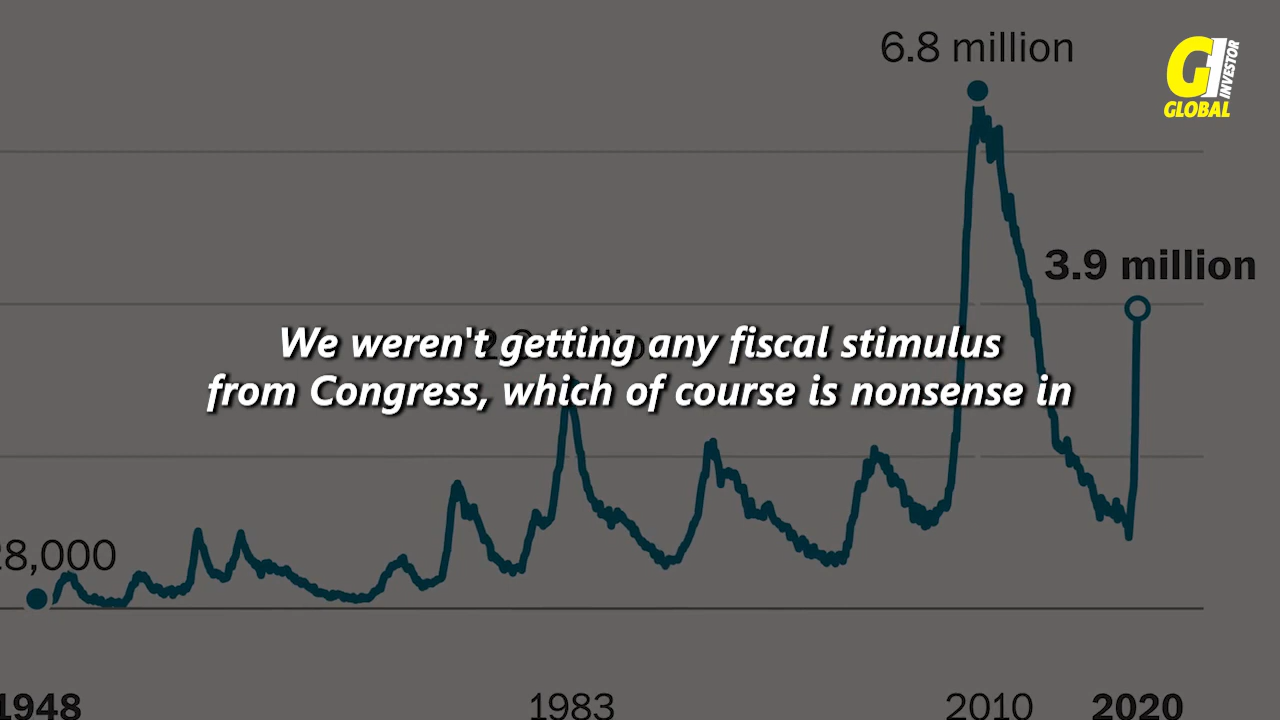 6.8 million
GI
INVESTOR
GLOBAL
3.9 million
We weren't getting any fiscal stimulus
from Congress, which of course is nonsense in
28,000
1948
1983
2010
2020